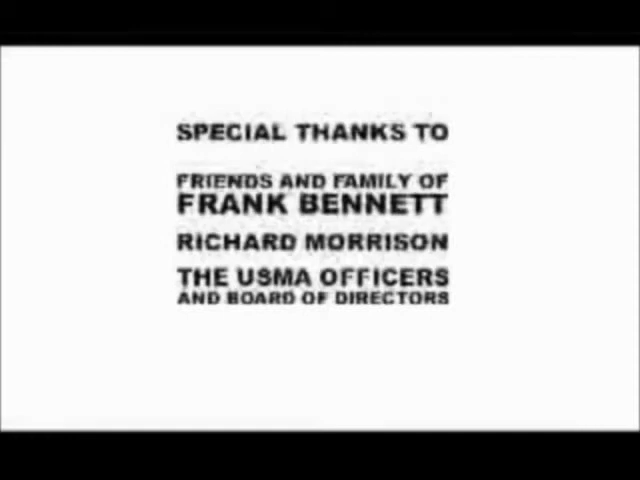 SPECIAL THANKS TO
FRIENDS AND FAMILY OF
FRANK BENNETT
RICHARD MORRISON
THE USMA OFFICERS
AND BOARD OF DIRECTORS